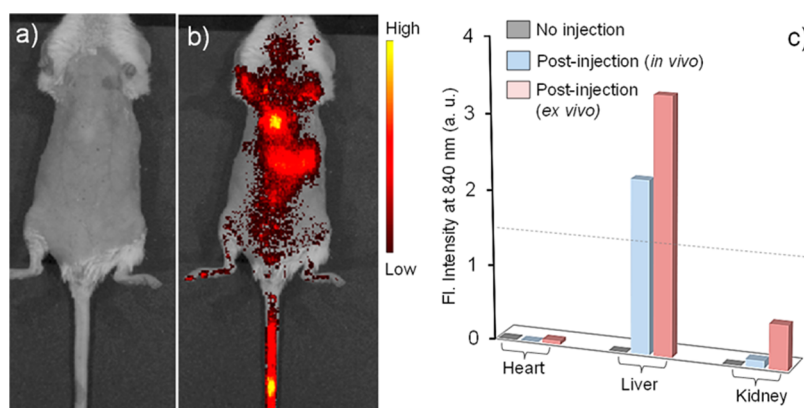 a)
b)
High
Low
c)
No injection
Post-injection (in vivo)
Post-injection
(ex vivo)
Fl. Intensity at 840 nm (a. u.)
4
3
2
1
0
Heart
Liver
Kidney